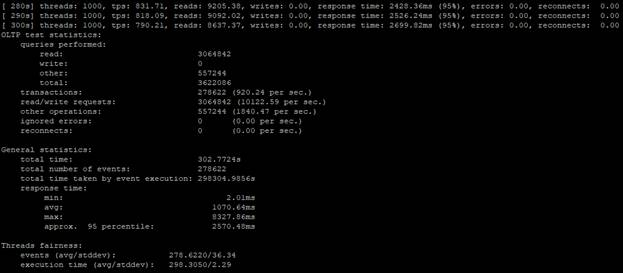 [ 280s] threads: 1000, tps: 831.71, reads: 9205.38, writes: 0.00, response time: 2428.36ms (95%), errors: 0.00, reconnects:  0.00
[ 290s] threads: 1000, tps: 818.09, reads: 9092.02, writes: 0.00, response time: 2526.24ms (95%), errors: 0.00, reconnects:  0.00
[ 300s] threads: 1000, tps: 790.21, reads: 8637.37, writes: 0.00, response time: 2699.82ms (95%), errors: 0.00, reconnects:  0.00
OLTP test statistics:
    queries performed:
        read:                            3064842
        write:                           0
        other:                           557244
        total:                           3622086
    transactions:                        278622 (920.24 per sec.)
    read/write requests:                 3064842 (10122.59 per sec.)
    other operations:                    557244 (1840.47 per sec.)
    ignored errors:                      0      (0.00 per sec.)
    reconnects:                          0      (0.00 per sec.)

General statistics:
    total time:                          302.7724s
    total number of events:              278622
    total time taken by event execution: 298304.9856s
    response time:
         min:                                  2.01ms
         avg:                               1070.64ms
         max:                               8327.86ms
         approx.  95 percentile:            2570.48ms

Threads fairness:
    events (avg/stddev):           278.6220/36.34
    execution time (avg/stddev):   298.3050/2.29